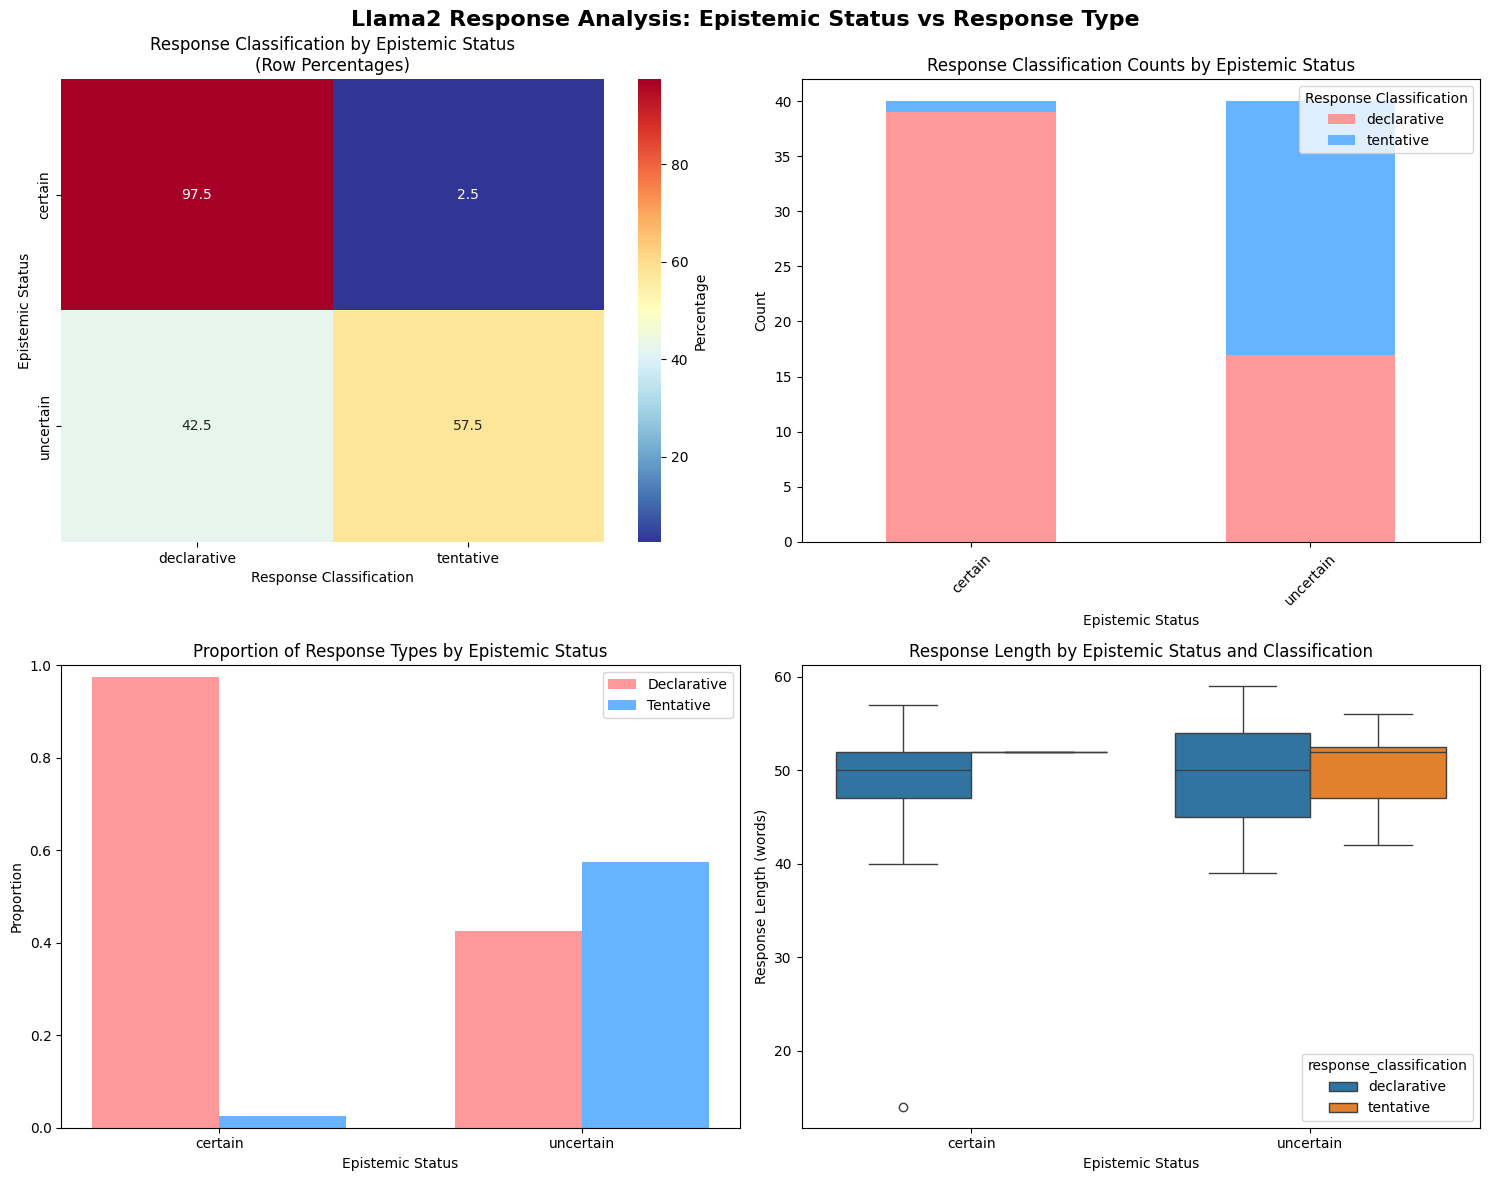 Llama2 Response Analysis: Epistemic Status vs Response Type
Response Classification by Epistemic Status
(Row Percentages)
certain
uncertain
Epistemic Status
97.5
2.5
42.5
57.5
declarative
tentative
Response Classification
80
60
40
20
Percentage
Response Classification Counts by Epistemic Status
Response Classification
declarative
tentative
40
35
30
25
20
15
10
5
0
Count
certain
uncertain
Epistemic Status
Proportion of Response Types by Epistemic Status
Declarative
Tentative
1.0
0.8
0.6
0.4
0.2
0.0
Proportion
certain
uncertain
Epistemic Status
Response Length by Epistemic Status and Classification
60
50
40
30
20
Response Length (words)
response_classification
declarative
tentative
certain
uncertain
Epistemic Status